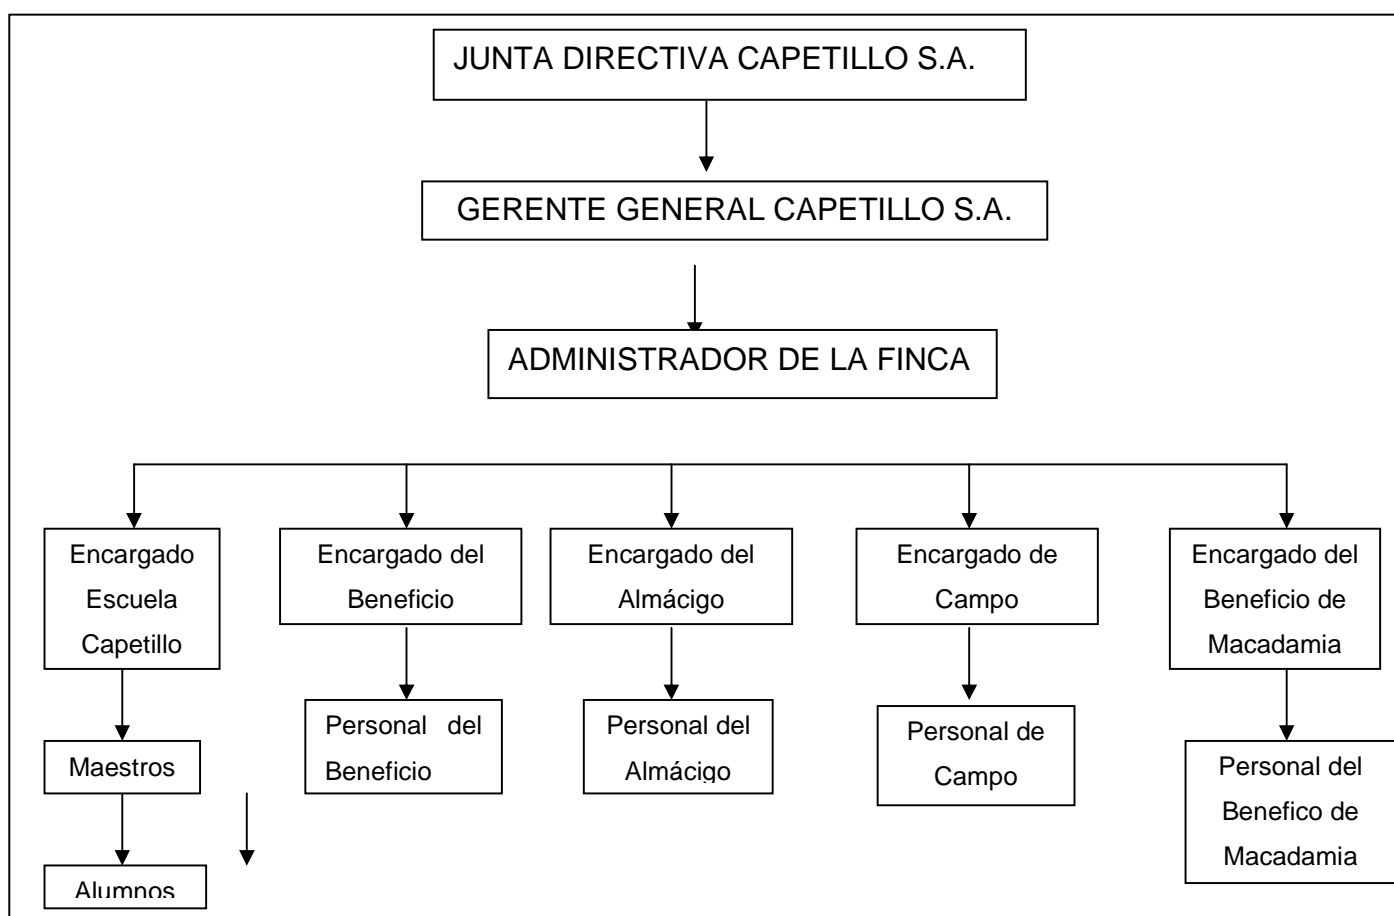 JUNTA DIRECTIVA CAPETILLO S.A.
GERENTE GENERAL CAPETILLO S.A.
ADMINISTRADOR DE LA FINCA
Encargado
Escuela
Capetillo
Encargado del
Beneficio
Encargado del
Almácigo
Encargado de
Campo
Encargado del
Beneficio de
Macadamia
Maestros
Alumnos
Personal del
Beneficio
Personal del
Almácigo
Personal de
Campo
Personal del
Benefico de
Macadamia